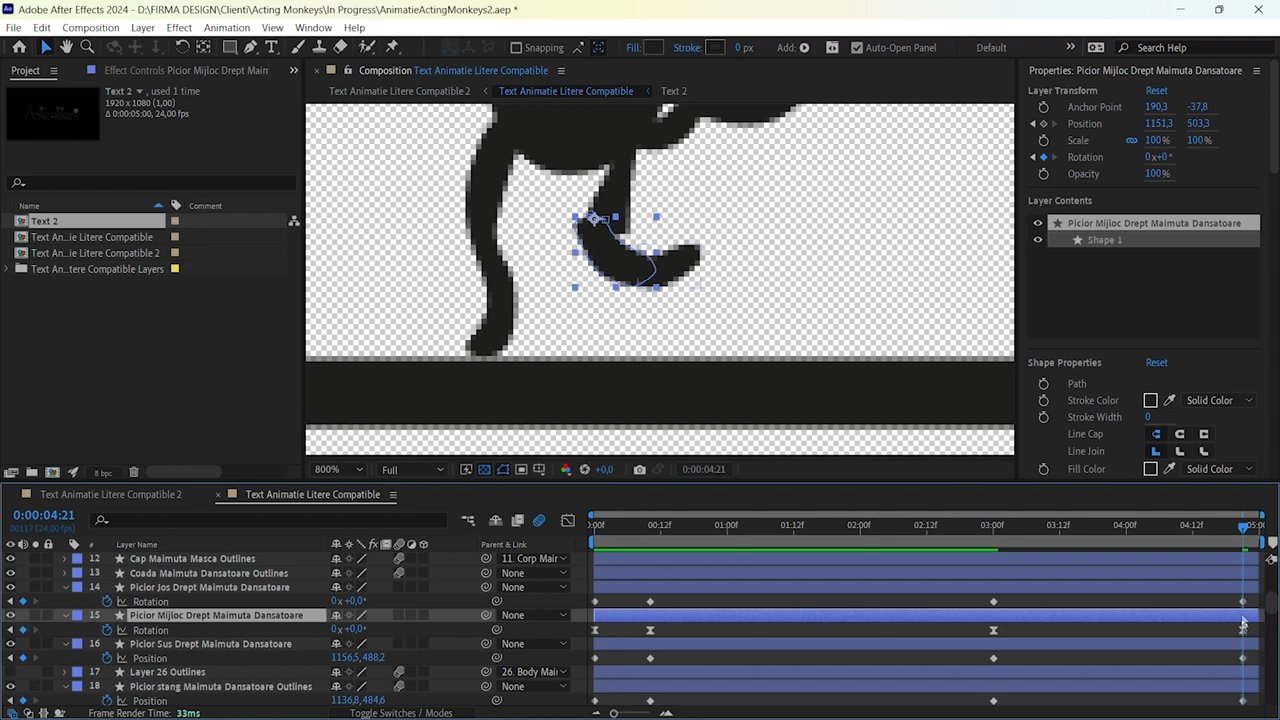 Adobe After Effects 2024 - D:\FIRMA DESIGN\Clienti\Acting Monkeys\In Progress\AnimatieActingMonkeys2.aep *
File Edit Composition Layer Effect Animation View Window Help
Snapping Fill: Stroke: 0 px Add: Auto-Open Panel Default Search Help
Project Effect Controls Picior Mijloc Drept Maim
Composition Text Animatie Litere Compatible
Properties: Picior Mijloc Drept Maimuta Dansatoare
Text 2, used 1 time
1920 x 1080 (1,00)
Δ 0:00:05:00, 24,00 fps
Text Animatie Litere Compatible 2 Text Animatie Litere Compatible Text 2
Layer Transform Reset
Anchor Point 190,3 -37,8
Position 1151,3 503,3
Scale 100% 100%
Rotation 0x+0°
Opacity 100%
Layer Contents
Picior Mijloc Drept Maimuta Dansatoare
Shape 1
Name Comment
Text 2
Text An...ie Litere Compatible
Text An...ie Litere Compatible 2
Text An...tere Compatible Layers
Shape Properties Reset
Path
Stroke Color Solid Color
Stroke Width 0
Line Cap
Line Join
Fill Color Solid Color
8 bpc
800% Full +0,0 0:00:04:21
Text Animatie Litere Compatible 2 Text Animatie Litere Compatible
0:00:04:21
00117 (24.00 fps)
:00f 00:12f 01:00f 01:12f 02:00f 02:12f 03:00f 03:12f 04:00f 04:12f 05:00
# Layer Name fx Parent & Link
12 Cap Maimuta Masca Outlines 11. Corp Mair
13 Coada Maimuta Dansatoare Outlines None
14 Picior Jos Drept Maimuta Dansatoare None
Rotation 0x+0,0°
15 Picior Mijloc Drept Maimuta Dansatoare None
Rotation 0x+0,0°
16 Picior Sus Drept Maimuta Dansatoare None
Position 1156,5,488,2
17 Layer 26 Outlines 26. Body Mair
18 Picior stang Maimuta Dansatoare Outlines None
Position 1136,8,484,6
Frame Render Time: 33ms Toggle Switches / Modes